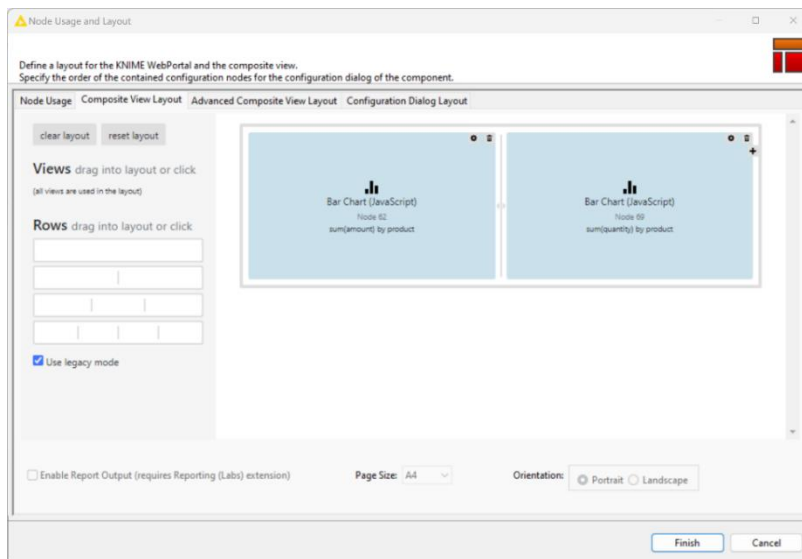 Node Usage and Layout
Define a layout for the KNIME WebPortal and the composite view.
Specify the order of the contained configuration nodes for the configuration dialog of the component.
Node Usage Composite View Layout Advanced Composite View Layout Configuration Dialog Layout
clear layout reset layout
Views drag into layout or click
(all views are used in the layout)
Rows drag into layout or click
Use legacy mode
Bar Chart (JavaScript)
Node 62
sum(amount) by product
Bar Chart (JavaScript)
Node 69
sum(quantity) by product
Enable Report Output (requires Reporting (Labs) extension)
Page Size: A4
Orientation: Portrait Landscape
Finish Cancel